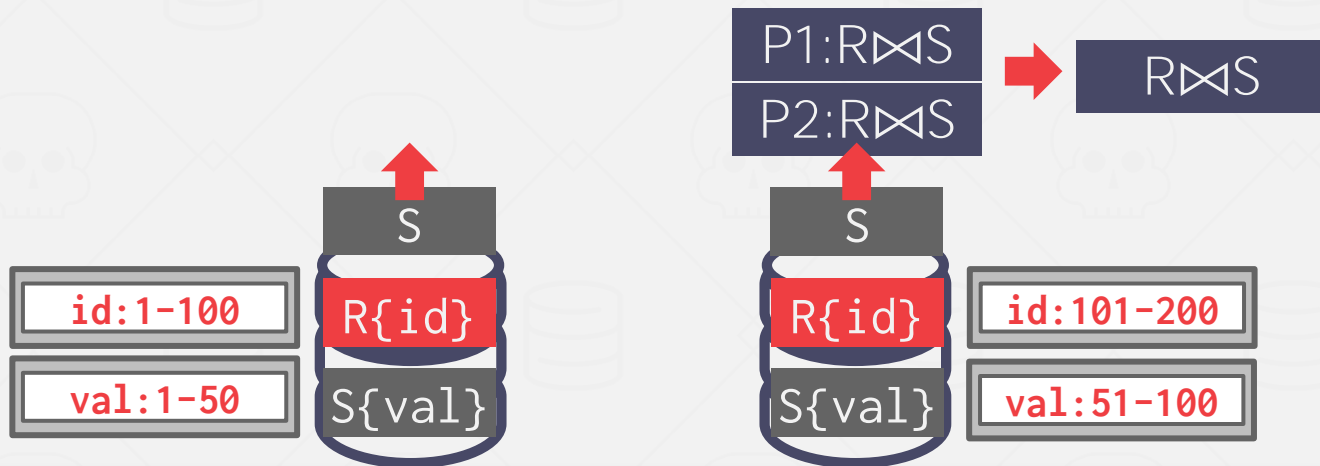 P1:R⋈S
P2:R⋈S
R⋈S
S
S
id:1-100
R{id}
R{id}
id:101-200
val:1-50
S{val}
S{val}
val:51-100